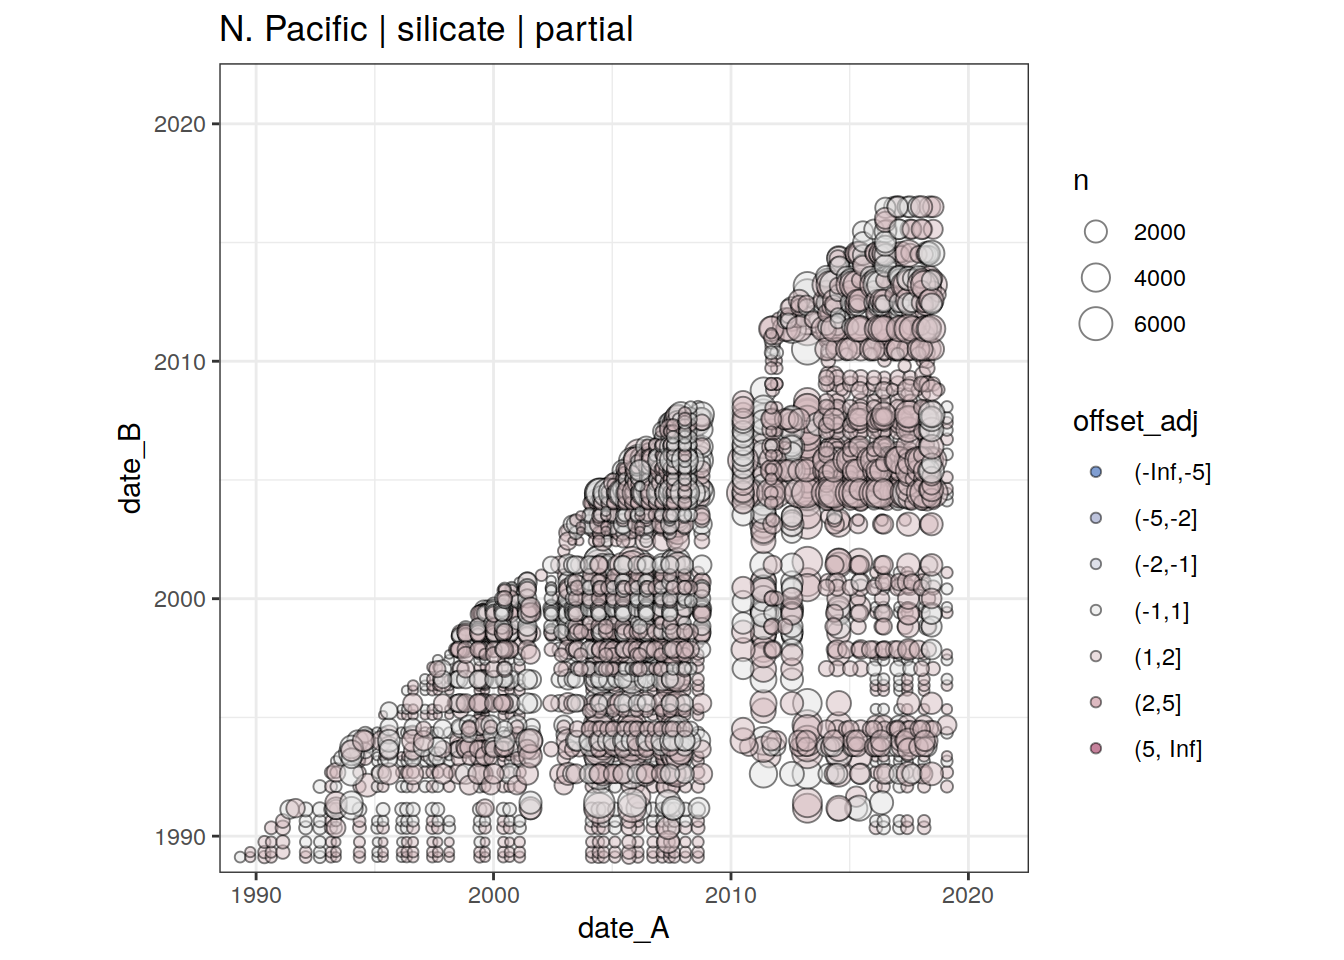 N. Pacific | silicate | partial
2020
2010
2000
1990
date_B
1990
2000
2010
2020
date_A
n
2000
4000
6000
offset_adj
(-Inf,-5]
(-5,-2]
(-2,-1]
(-1,1]
(1,2]
(2,5]
(5, Inf]